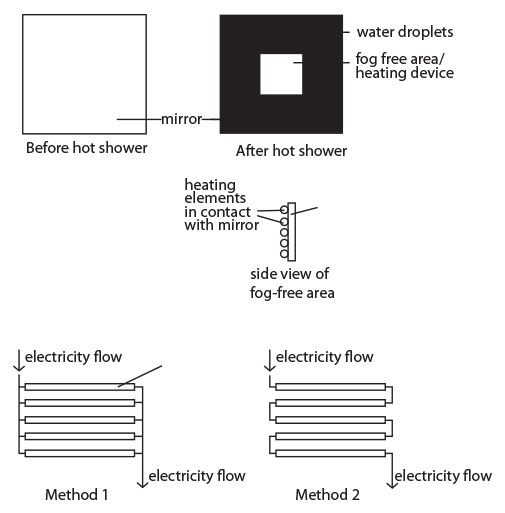 water droplets
fog free area/
heating device
mirror
Before hot shower
After hot shower
heating
elements
in contact
with mirror
side view of
fog-free area
electricity flow
electricity flow
electricity flow
electricity flow
Method 1
Method 2